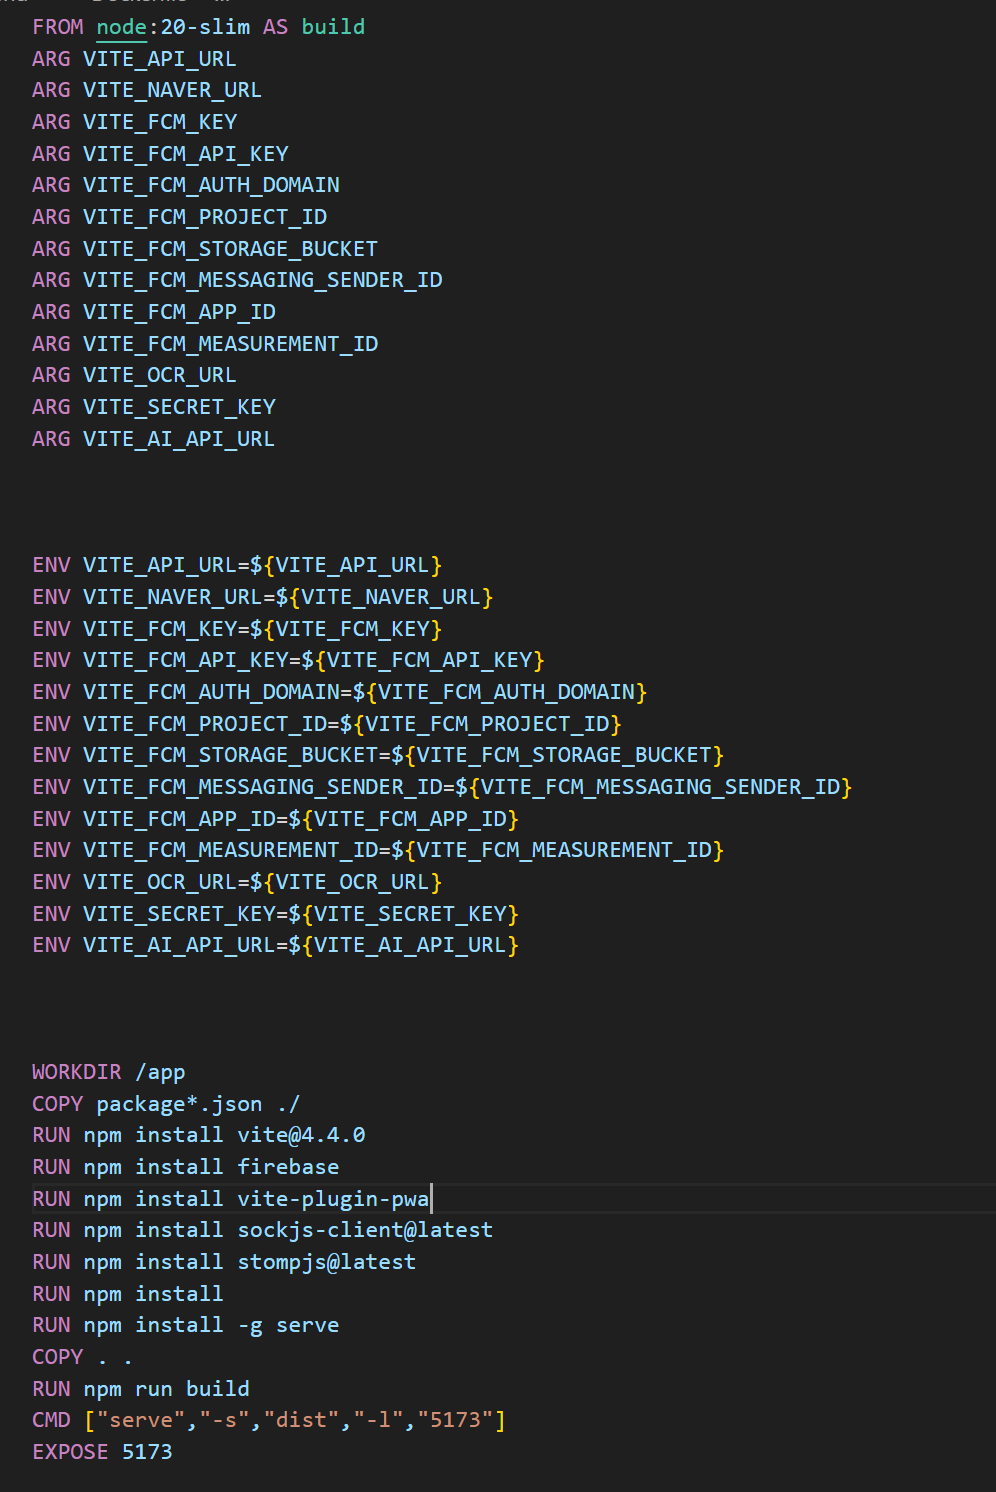 FROM node:20-slim AS build
ARG VITE_API_URL
ARG VITE_NAVER_URL
ARG VITE_FCM_KEY
ARG VITE_FCM_API_KEY
ARG VITE_FCM_AUTH_DOMAIN
ARG VITE_FCM_PROJECT_ID
ARG VITE_FCM_STORAGE_BUCKET
ARG VITE_FCM_MESSAGING_SENDER_ID
ARG VITE_FCM_APP_ID
ARG VITE_FCM_MEASUREMENT_ID
ARG VITE_OCR_URL
ARG VITE_SECRET_KEY
ARG VITE_AI_API_URL
ENV VITE_API_URL=${VITE_API_URL}
ENV VITE_NAVER_URL=${VITE_NAVER_URL}
ENV VITE_FCM_KEY=${VITE_FCM_KEY}
ENV VITE_FCM_API_KEY=${VITE_FCM_API_KEY}
ENV VITE_FCM_AUTH_DOMAIN=${VITE_FCM_AUTH_DOMAIN}
ENV VITE_FCM_PROJECT_ID=${VITE_FCM_PROJECT_ID}
ENV VITE_FCM_STORAGE_BUCKET=${VITE_FCM_STORAGE_BUCKET}
ENV VITE_FCM_MESSAGING_SENDER_ID=${VITE_FCM_MESSAGING_SENDER_ID}
ENV VITE_FCM_APP_ID=${VITE_FCM_APP_ID}
ENV VITE_FCM_MEASUREMENT_ID=${VITE_FCM_MEASUREMENT_ID}
ENV VITE_OCR_URL=${VITE_OCR_URL}
ENV VITE_SECRET_KEY=${VITE_SECRET_KEY}
ENV VITE_AI_API_URL=${VITE_AI_API_URL}
WORKDIR /app
COPY package*.json ./
RUN npm install vite@4.4.0
RUN npm install firebase
RUN npm install vite-plugin-pwa
RUN npm install sockjs-client@latest
RUN npm install stompjs@latest
RUN npm install
RUN npm install -g serve
COPY . .
RUN npm run build
CMD ["serve","-s","dist","-l","5173"]
EXPOSE 5173